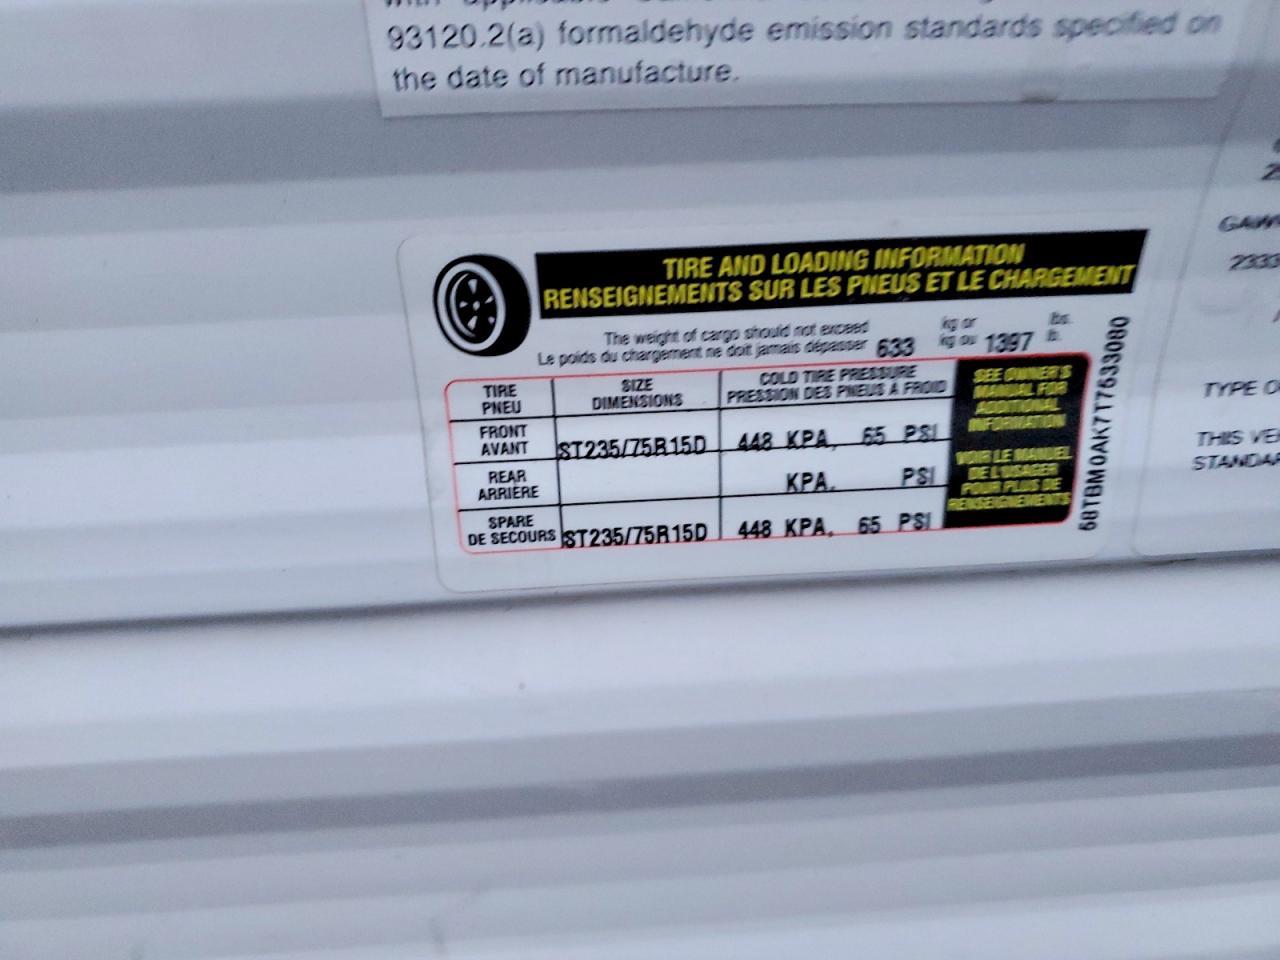 93120.2(a) formaldehyde emission standards specified on
the date of manufacture.
TIRE AND LOADING INFORMATION
RENSEIGNEMENTS SUR LES PNEUS ET LE CHARGEMENT
The weight of cargo should not exceed kg or lbs.
Le poids du chargement ne doit jamais dépasser 633 kg ou 1397 lb.
TIRE
PNEU
SIZE
DIMENSIONS
COLD TIRE PRESSURE
PRESSION DES PNEUS A FROID
SEE OWNER'S
MANUAL FOR
ADDITIONAL
INFORMATION
VOIR LE MANUEL
DE L'USAGER
POUR PLUS DE
RENSEIGNEMENTS
FRONT
AVANT
ST235/75R15D
448 KPA, 65 PSI
REAR
ARRIÈRE
KPA, PSI
SPARE
DE SECOURS
ST235/75R15D
448 KPA, 65 PSI
58TBM0AK7T7633080
2333
TYPE O
THIS VE
STANDAR